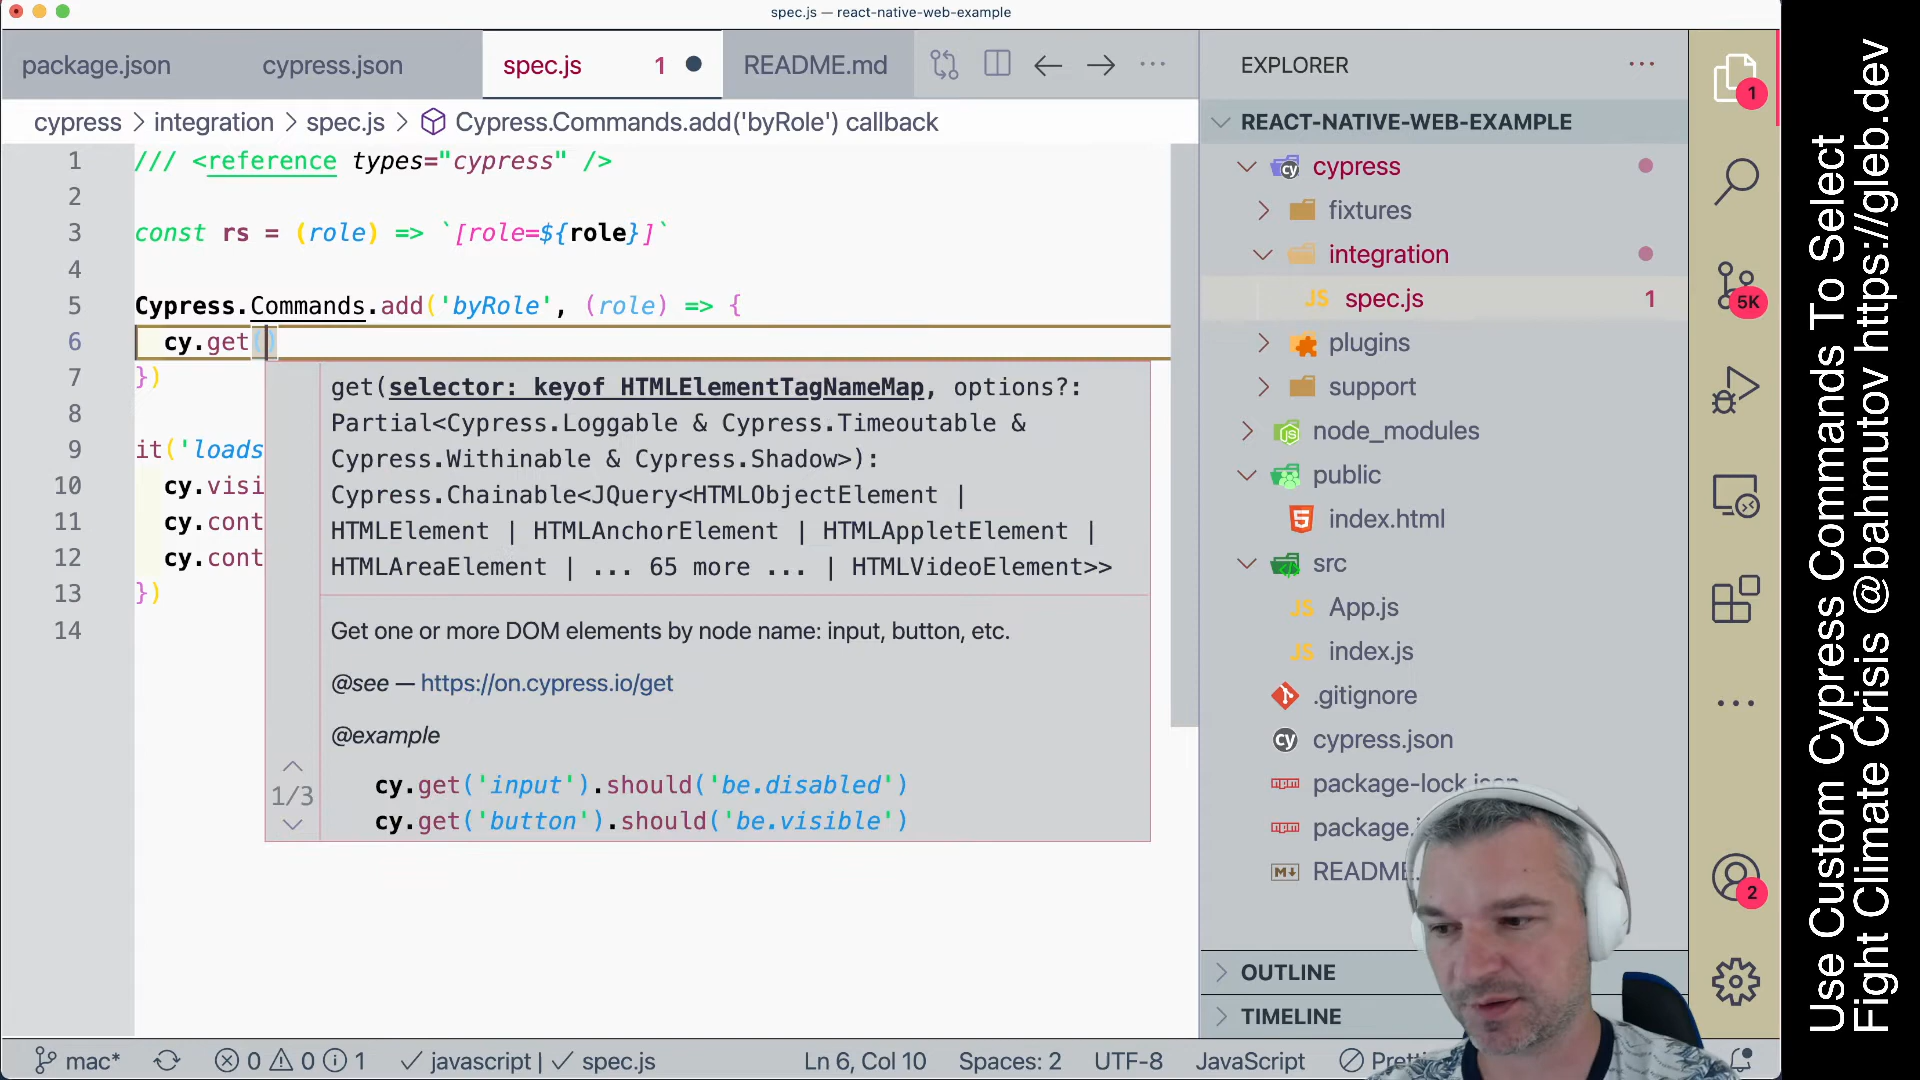 spec.js — react-native-web-example
package.json
cypress.json
spec.js 1
README.md
EXPLORER
cypress > integration > spec.js > Cypress.Commands.add('byRole') callback
1 /// <reference types="cypress" />
2
3 const rs = (role) => `[role=${role}]`
4
5 Cypress.Commands.add('byRole', (role) => {
6 cy.get()
7 })
8
9 it('loads
10 cy.visi
11 cy.cont
12 cy.cont
13 })
14
get(selector: keyof HTMLElementTagNameMap, options?:
Partial<Cypress.Loggable & Cypress.Timeoutable &
Cypress.Withinable & Cypress.Shadow>):
Cypress.Chainable<JQuery<HTMLObjectElement |
HTMLElement | HTMLAnchorElement | HTMLAppletElement |
HTMLAreaElement | ... 65 more ... | HTMLVideoElement>>
Get one or more DOM elements by node name: input, button, etc.
@see — https://on.cypress.io/get
@example
cy.get('input').should('be.disabled')
cy.get('button').should('be.visible')
1/3
REACT-NATIVE-WEB-EXAMPLE
cypress
fixtures
integration
JS spec.js 1
plugins
support
node_modules
public
index.html
src
JS App.js
JS index.js
.gitignore
cy cypress.json
package-lock.json
package.
README.
OUTLINE
TIMELINE
1
5K
2
mac* 0 0 1 javascript | spec.js
Ln 6, Col 10 Spaces: 2 UTF-8 JavaScript
Use Custom Cypress Commands To Select
Fight Climate Crisis @bahmutov https://gleb.dev